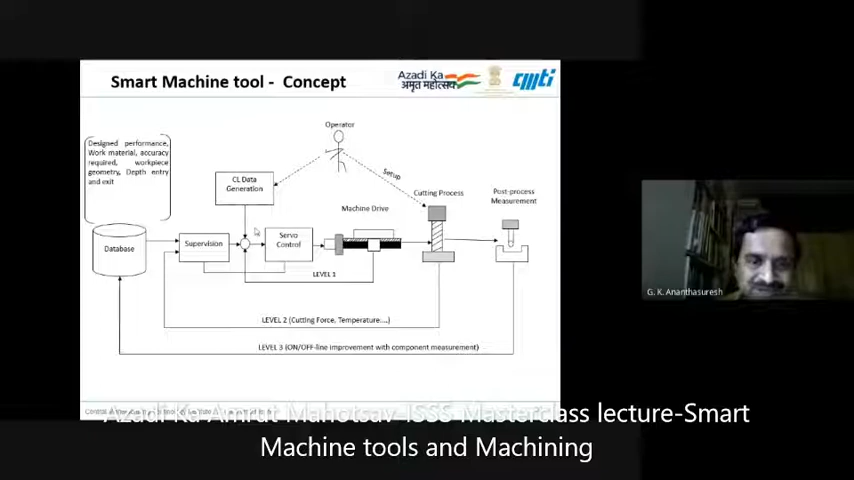 Smart Machine tool - Concept
Azadi Ka
अमृत महोत्सव
cmti
Operator
Designed performance,
Work material, accuracy
required, workpiece
geometry, Depth entry
and exit
CL Data
Generation
Setup
Cutting Process
Post-process
Measurement
Machine Drive
Database
Supervision
Servo
Control
LEVEL 1
LEVEL 2 (Cutting Force, Temperature....)
LEVEL 3 (ON/OFF-line improvement with component measurement)
G. K. Ananthasuresh
Azadi Ka Amrut Mahotsav-ISSS Masterclass lecture-Smart
Machine tools and Machining